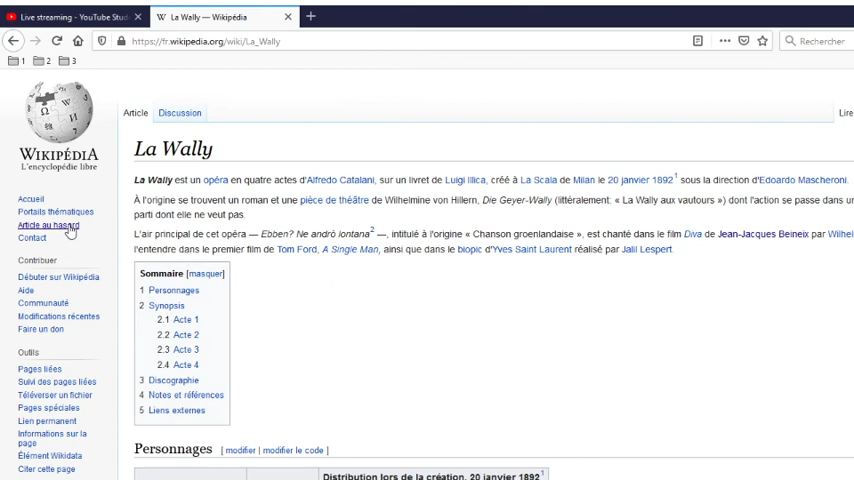 Live streaming - YouTube Stud
La Wally — Wikipédia
https://fr.wikipedia.org/wiki/La_Wally
Rechercher
1 2 3
WIKIPÉDIA
L'encyclopédie libre
Accueil
Portails thématiques
Article au hasard
Contact
Contribuer
Débuter sur Wikipédia
Aide
Communauté
Modifications récentes
Faire un don
Outils
Pages liées
Suivi des pages liées
Téléverser un fichier
Pages spéciales
Lien permanent
Informations sur la
page
Élément Wikidata
Citer cette page
Article Discussion
Lire
La Wally
La Wally est un opéra en quatre actes d'Alfredo Catalani, sur un livret de Luigi Illica, créé à La Scala de Milan le 20 janvier 1892¹ sous la direction d'Edoardo Mascheroni.
À l'origine se trouvent un roman et une pièce de théâtre de Wilhelmine von Hillern, Die Geyer-Wally (littéralement: « La Wally aux vautours ») dont l'action se passe dans un
parti dont elle ne veut pas.
L'air principal de cet opéra — Ebben? Ne andrò lontana² —, intitulé à l'origine « Chanson groenlandaise », est chanté dans le film Diva de Jean-Jacques Beineix par Wilhe
l'entendre dans le premier film de Tom Ford, A Single Man, ainsi que dans le biopic d'Yves Saint Laurent réalisé par Jalil Lespert.
Sommaire [masquer]
1 Personnages
2 Synopsis
2.1 Acte 1
2.2 Acte 2
2.3 Acte 3
2.4 Acte 4
3 Discographie
4 Notes et références
5 Liens externes
Personnages [ modifier | modifier le code ]
Distribution lors de la création, 20 janvier 1892¹